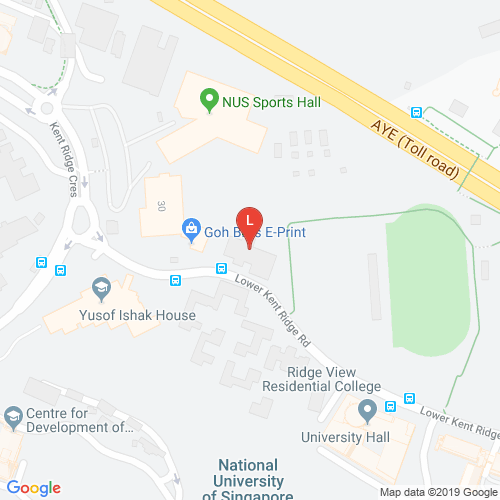 NUS Sports Hall
AYE (Toll road)
Kent Ridge Cres
30
L
Goh Bros E-Print
Lower Kent Ridge Rd
Yusof Ishak House
Ridge View
Residential College
Lower Kent Ridge
University Hall
Centre for
Development of...
National
University
of Singapore
Google
Map data ©2019 Google